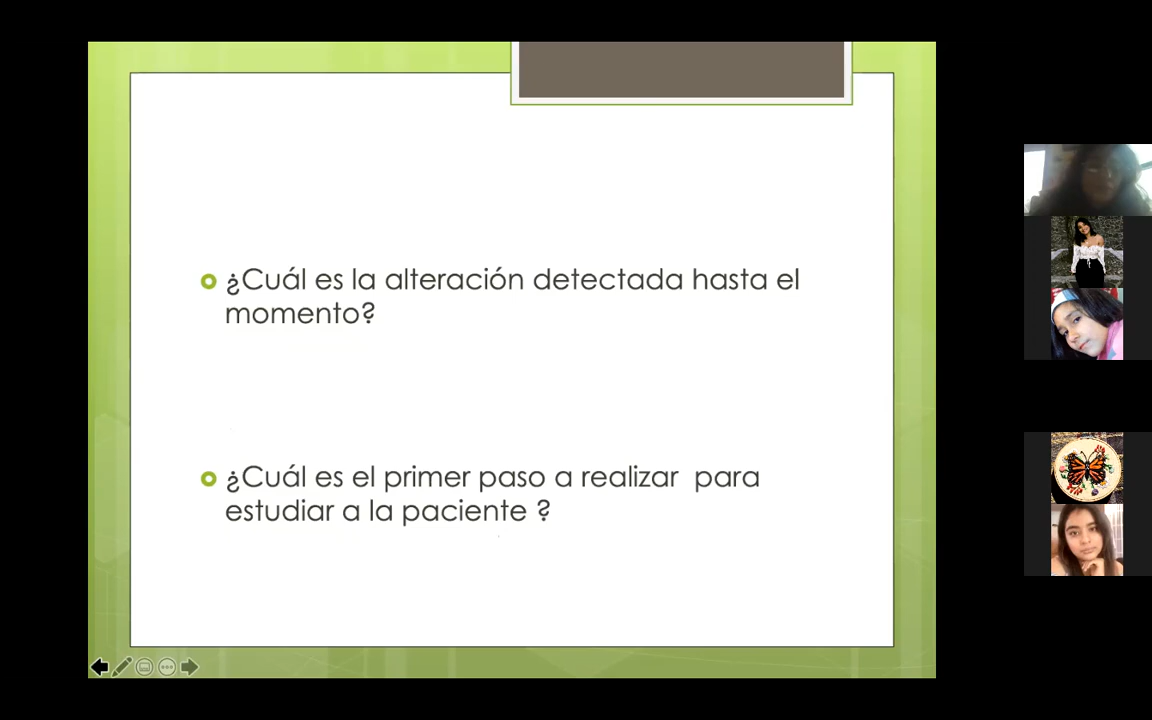 ¿Cuál es la alteración detectada hasta el
momento?
¿Cuál es el primer paso a realizar  para
estudiar a la paciente ?